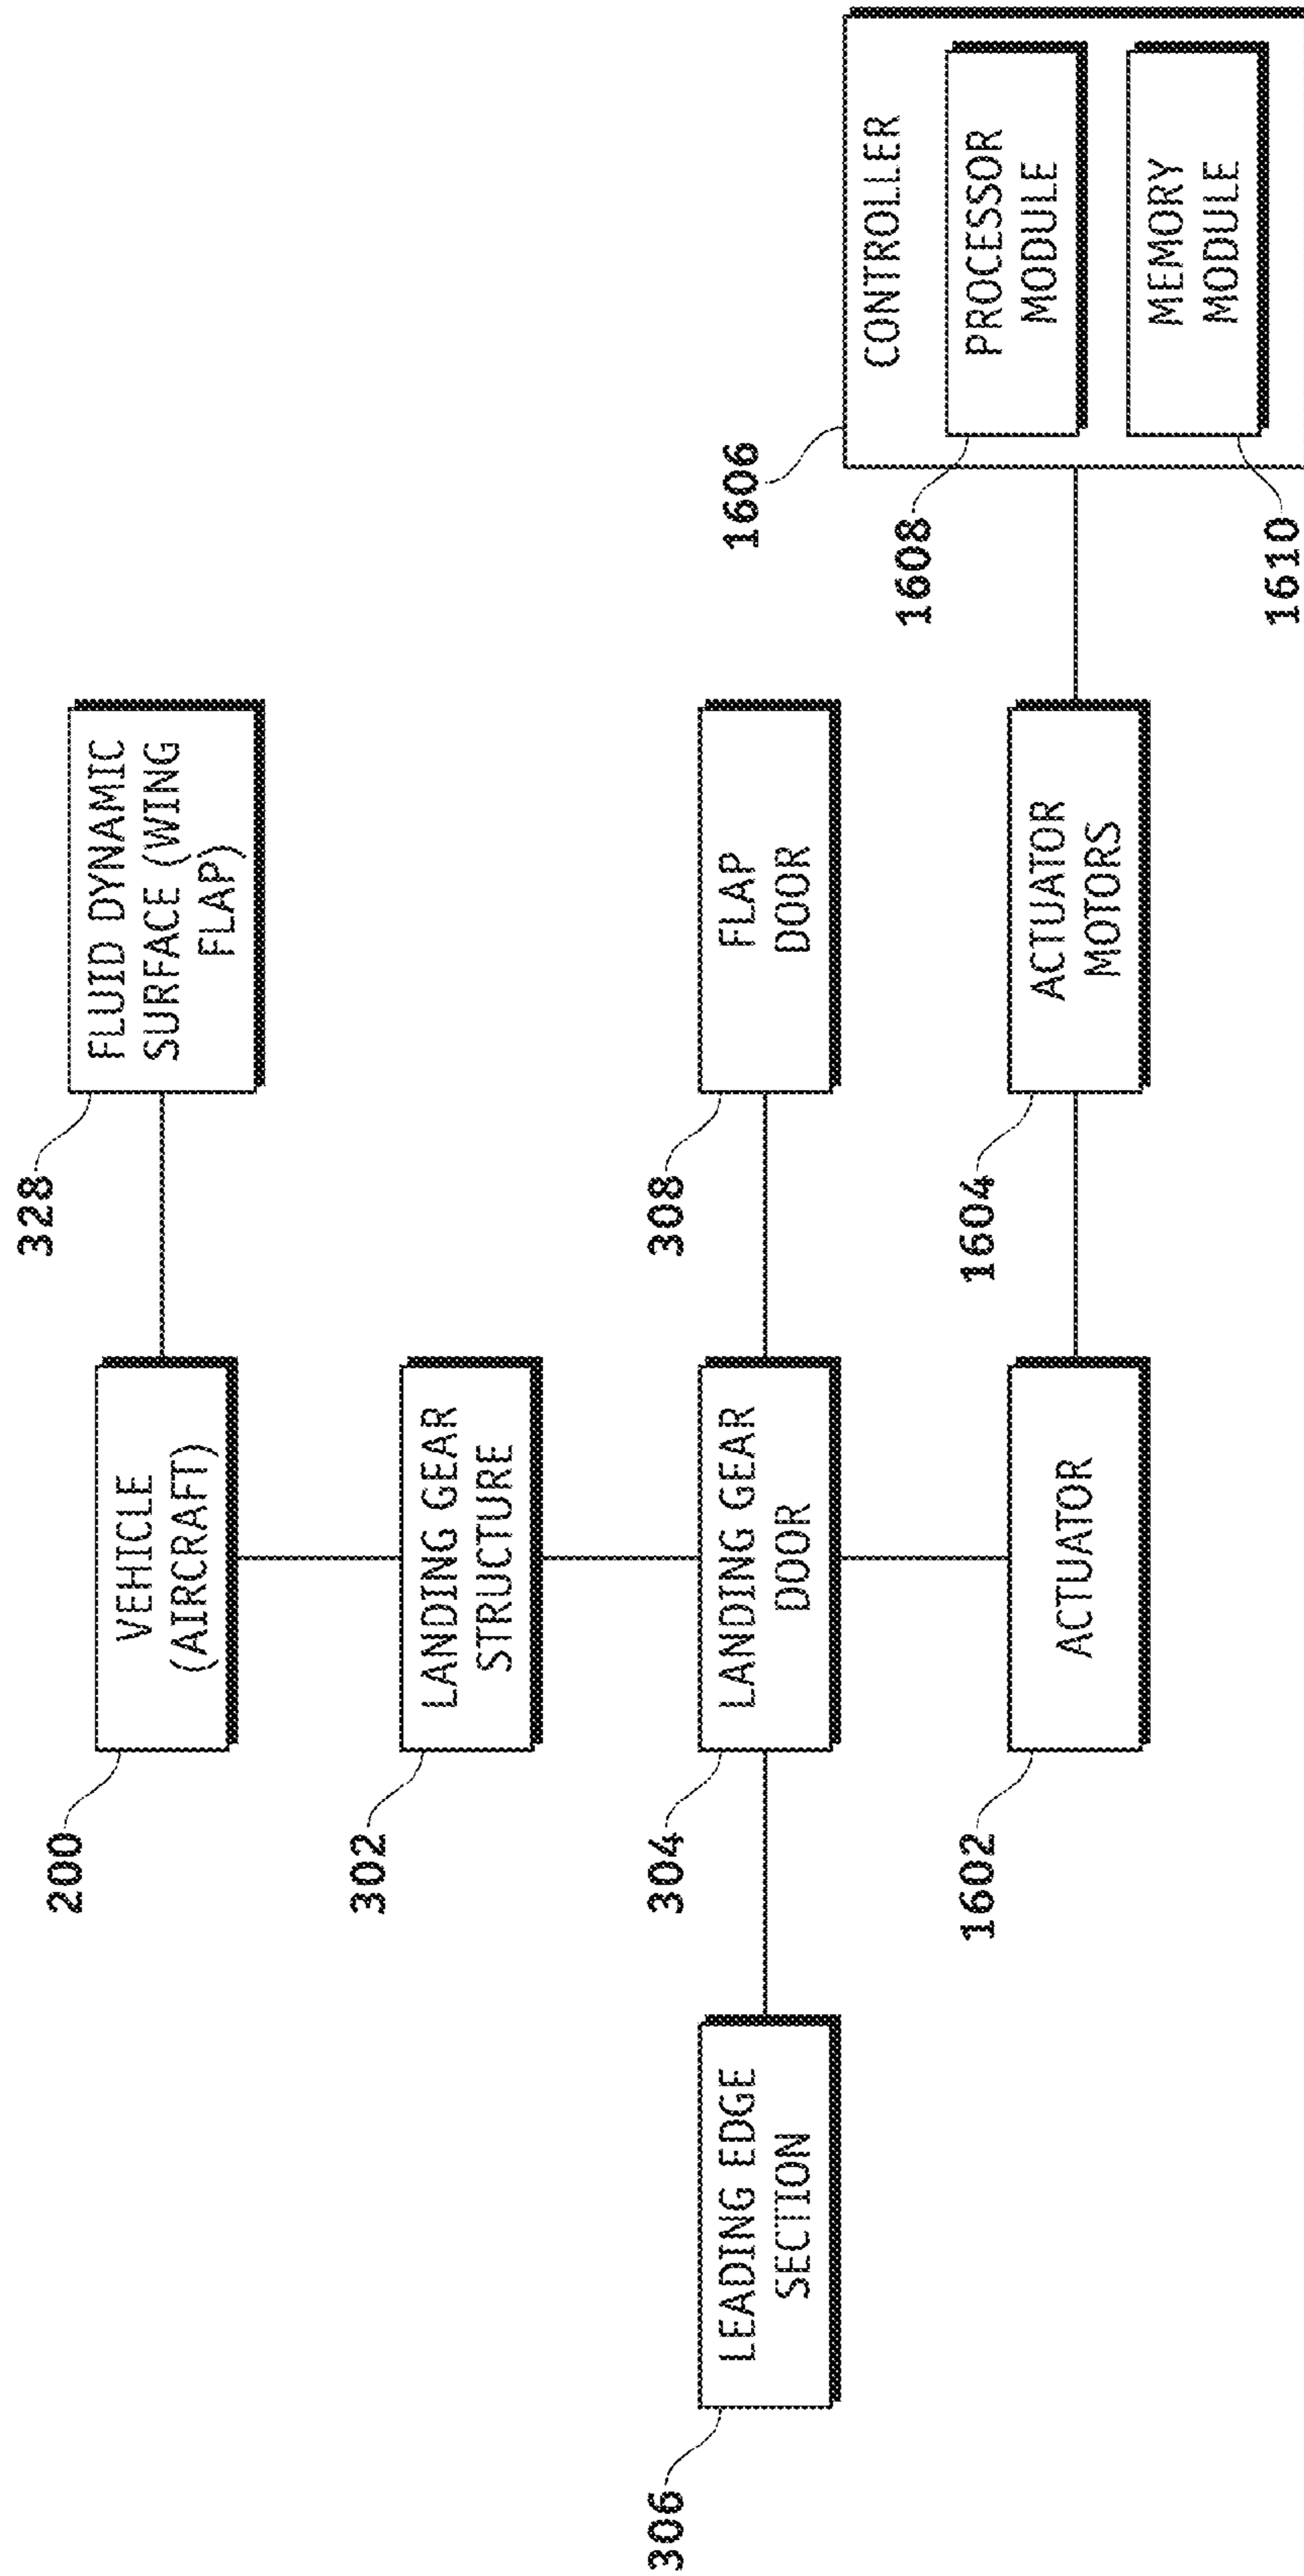 200
VEHICLE
(AIRCRAFT)
328
FLUID DYNAMIC
SURFACE (WING
FLAP)
302
LANDING GEAR
STRUCTURE
306
LEADING EDGE
SECTION
304
LANDING GEAR
DOOR
308
FLAP
DOOR
1602
ACTUATOR
1604
ACTUATOR
MOTORS
1606
CONTROLLER
1608
PROCESSOR
MODULE
1610
MEMORY
MODULE